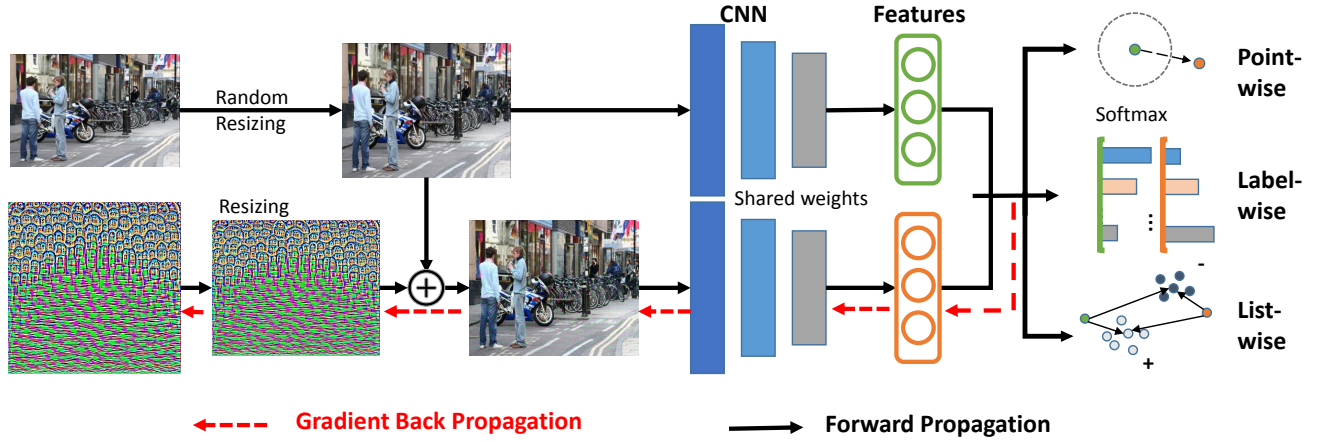 CNN
Features
Random
Resizing
Point-
wise
Softmax
Resizing
Shared weights
Label-
wise
...
-
List-
wise
+
Gradient Back Propagation
Forward Propagation